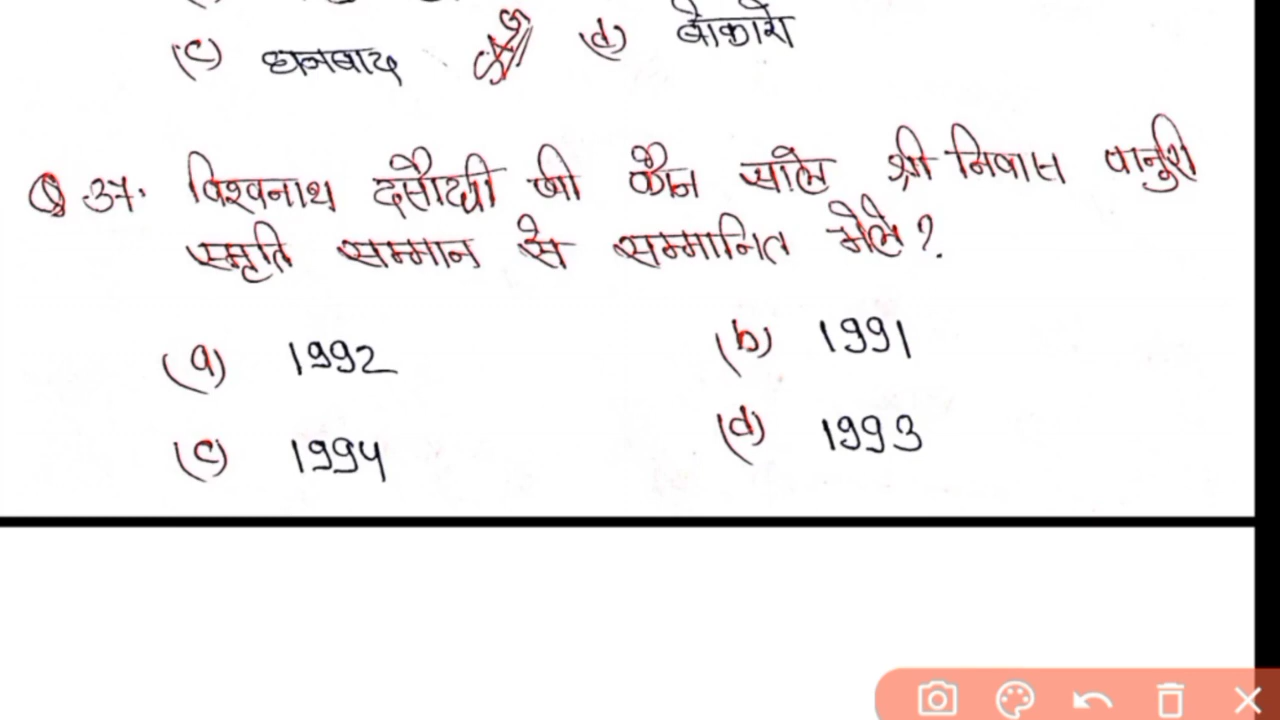 (c) धनबाद (d) बोकारो
Q 37. विश्वनाथ दसौंधी जी कौन साल श्री निवास पानुरी
स्मृति सम्मान से सम्मानित भेले?
(a) 1992 (b) 1991
(c) 1994 (d) 1993